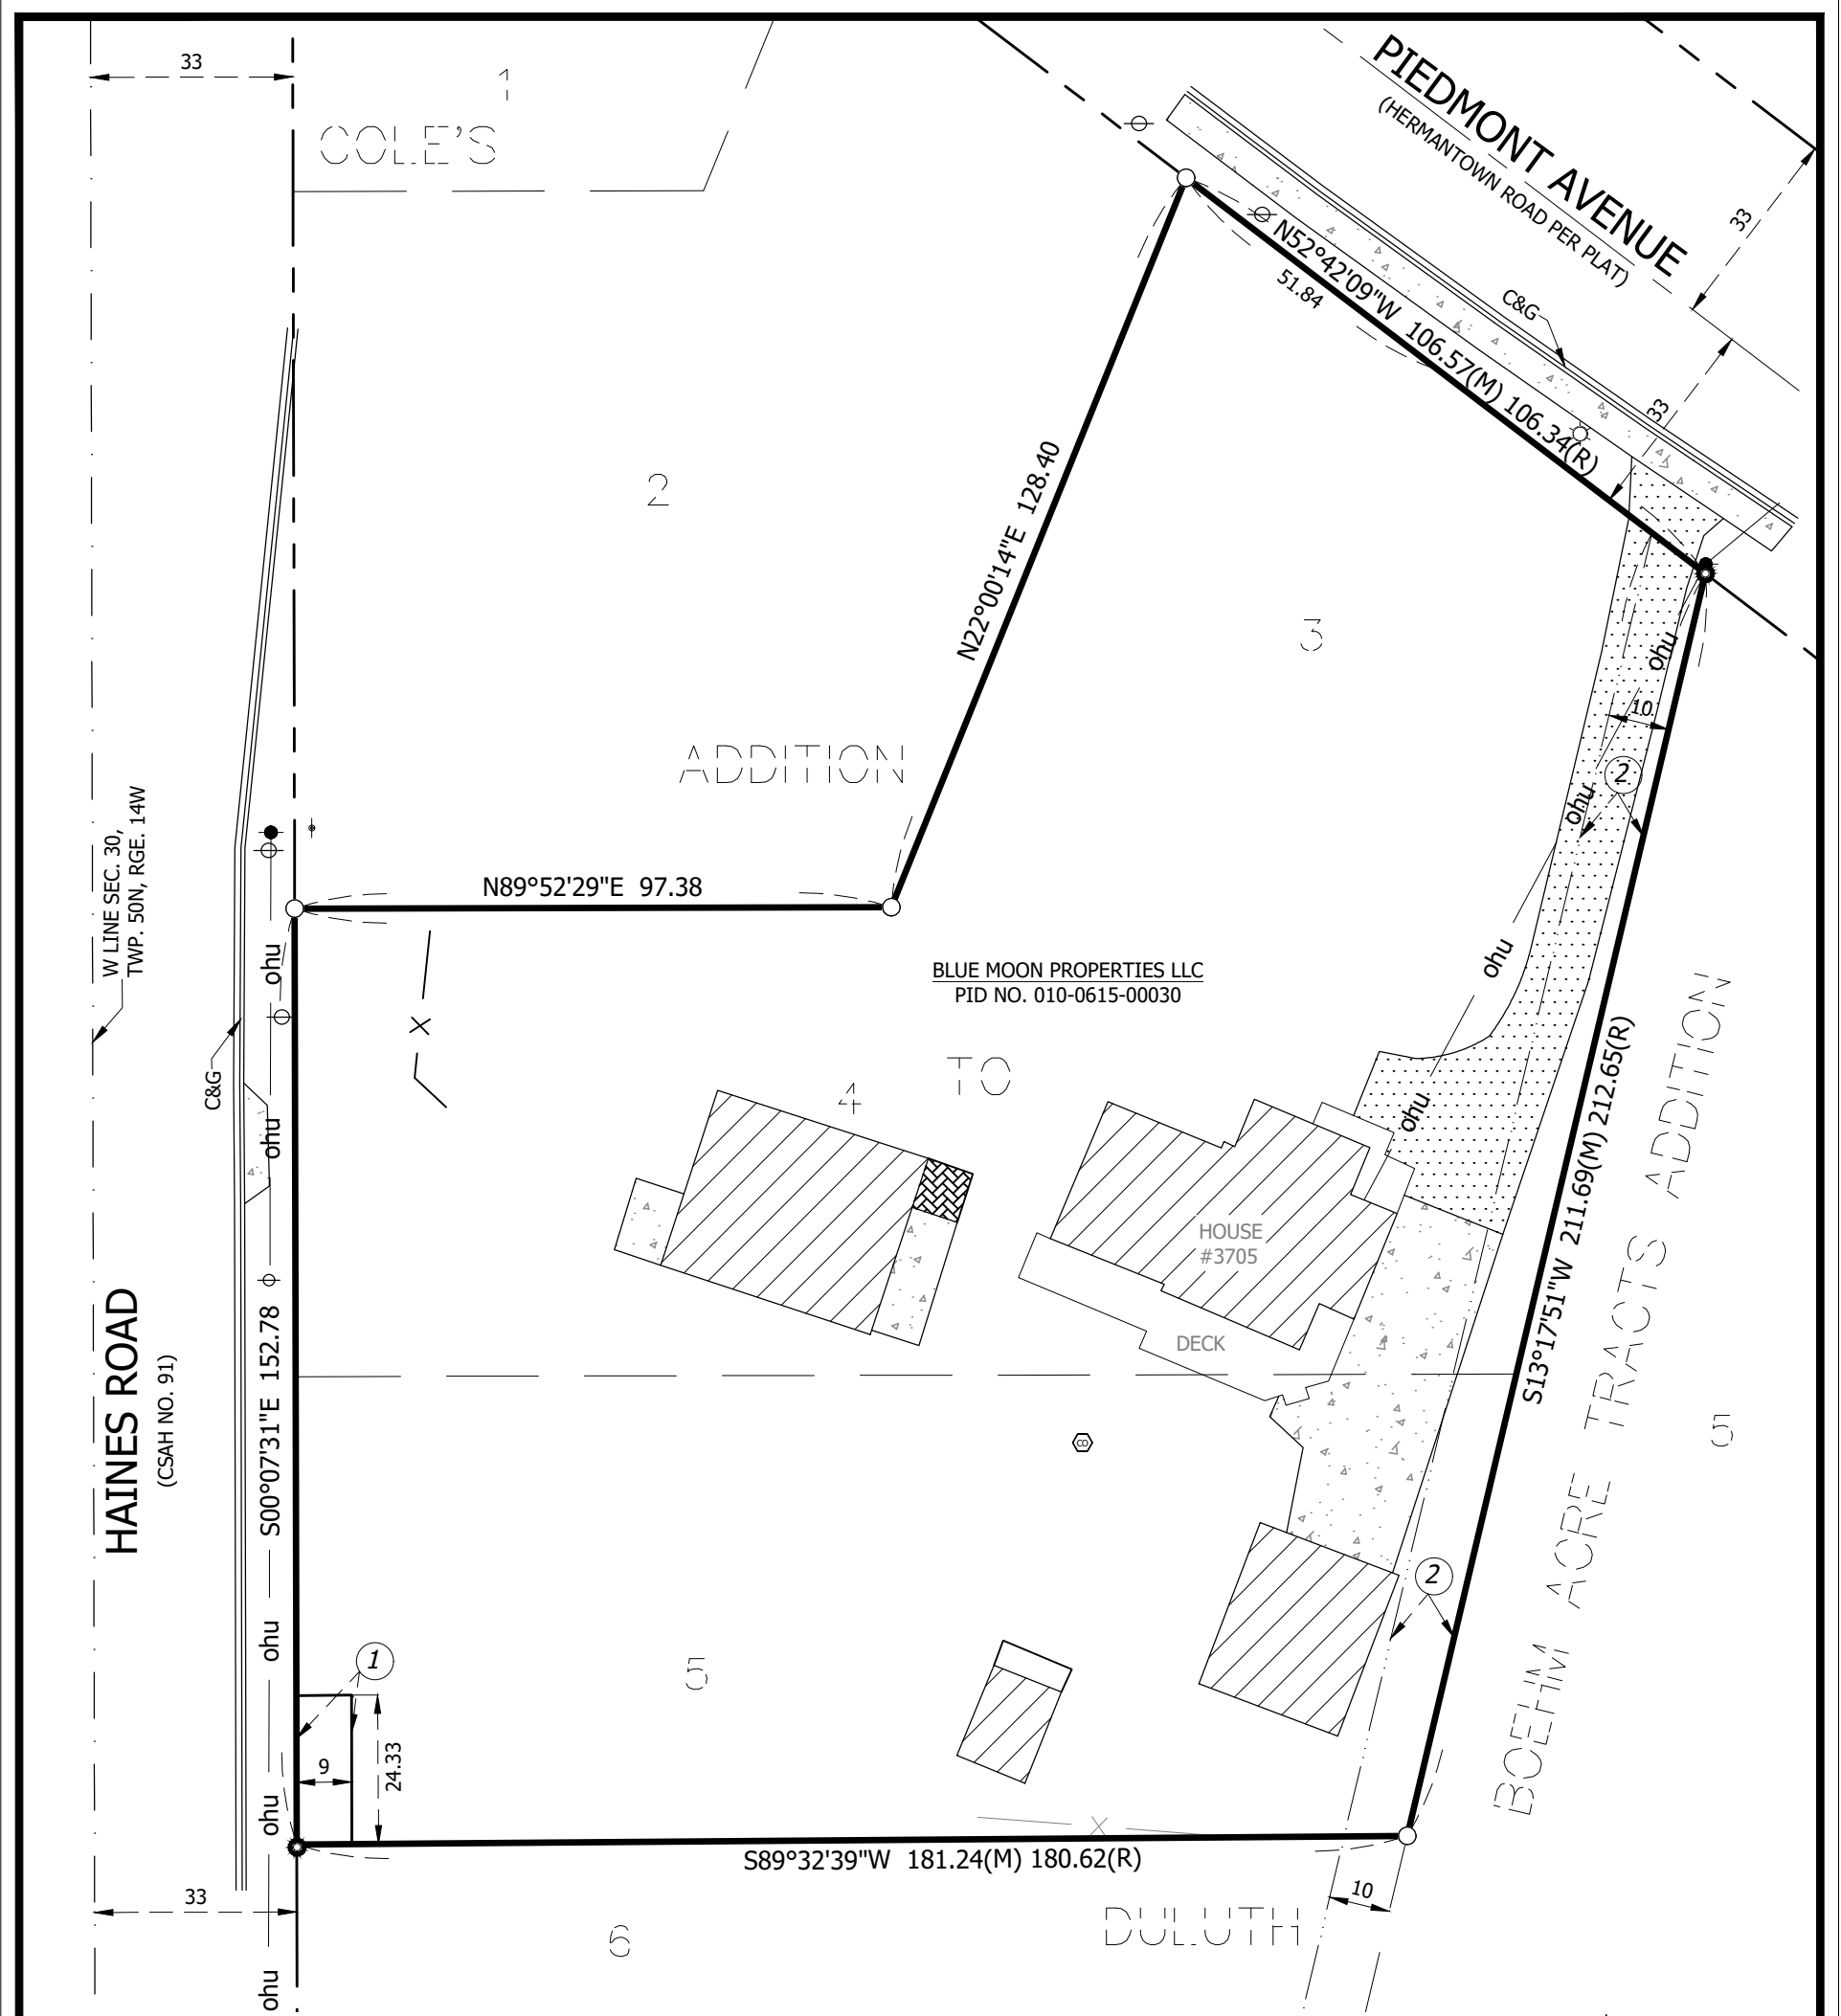 33
1
COLE'S
PIEDMONT AVENUE
(HERMANTOWN ROAD PER PLAT)
33
N52°42'09"W 106.57(M) 106.34(R)
51.84
C&G
33
2
N22°00'14"E 128.40
3
ohu
10
ADDITION
2
ohu
W LINE SEC. 30,
TWP. 50N, RGE. 14W
N89°52'29"E 97.38
ohu
ohu
BLUE MOON PROPERTIES LLC
PID NO. 010-0615-00030
X
C&G
TO
4
ohu
ohu
S13°17'51"W 211.69(M) 212.65(R)
BOEHM ACRE TRACTS ADDITION
HOUSE
#3705
DECK
HAINES ROAD
(CSAH NO. 91)
S00°07'31"E 152.78
5
2
ohu
1
5
9
24.33
ohu
X
S89°32'39"W 181.24(M) 180.62(R)
33
10
DULUTH
6
ohu